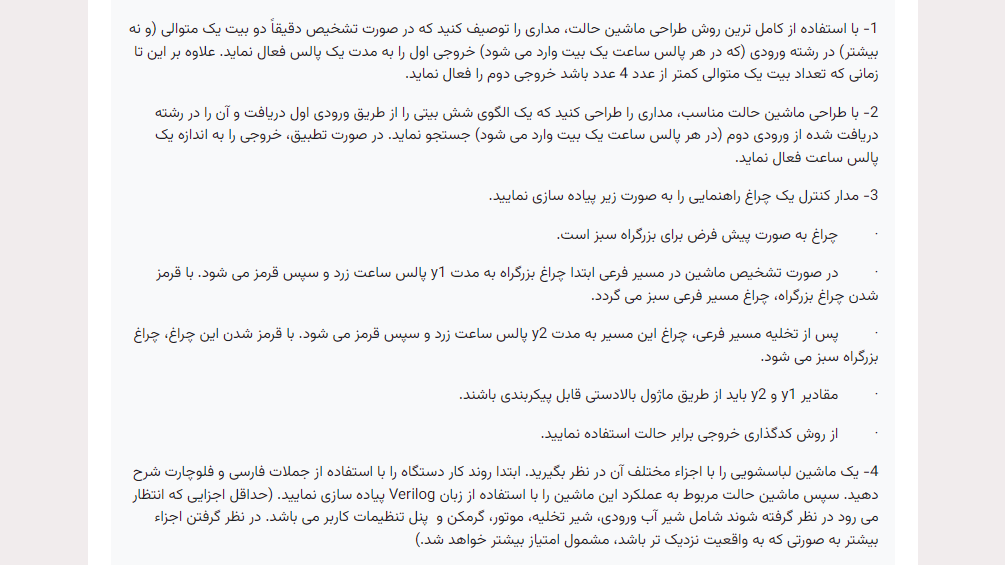 1- با استفاده از کامل ترین روش طراحی ماشین حالت، مداری را توصیف کنید که در صورت تشخیص دقیقاً دو بیت یک متوالی (و نه
بیشتر) در رشته ورودی (که در هر پالس ساعت یک بیت وارد می شود) خروجی اول را به مدت یک پالس فعال نماید. علاوه بر این تا
زمانی که تعداد بیت یک متوالی کمتر از عدد 4 عدد باشد خروجی دوم را فعال نماید.
2- با طراحی ماشین حالت مناسب، مداری را طراحی کنید که یک الگوی شش بیتی را از طریق ورودی اول دریافت و آن را در رشته
دریافت شده از ورودی دوم (در هر پالس ساعت یک بیت وارد می شود) جستجو نماید. در صورت تطبیق، خروجی را به اندازه یک
پالس ساعت فعال نماید.
3- مدار کنترل یک چراغ راهنمایی را به صورت زیر پیاده سازی نمایید.
· چراغ به صورت پیش فرض برای بزرگراه سبز است.
· در صورت تشخیص ماشین در مسیر فرعی ابتدا چراغ بزرگراه به مدت y1 پالس ساعت زرد و سپس قرمز می شود. با قرمز
شدن چراغ بزرگراه، چراغ مسیر فرعی سبز می گردد.
· پس از تخلیه مسیر فرعی، چراغ این مسیر به مدت y2 پالس ساعت زرد و سپس قرمز می شود. با قرمز شدن این چراغ، چراغ
بزرگراه سبز می شود.
· مقادیر y1 و y2 باید از طریق ماژول بالادستی قابل پیکربندی باشند.
· از روش کدگذاری خروجی برابر حالت استفاده نمایید.
4- یک ماشین لباسشویی را با اجزاء مختلف آن در نظر بگیرید. ابتدا روند کار دستگاه را با استفاده از جملات فارسی و فلوچارت شرح
دهید. سپس ماشین حالت مربوط به عملکرد این ماشین را با استفاده از زبان Verilog پیاده سازی نمایید. (حداقل اجزایی که انتظار
می رود در نظر گرفته شوند شامل شیر آب ورودی، شیر تخلیه، موتور، گرمکن و پنل تنظیمات کاربر می باشد. در نظر گرفتن اجزاء
بیشتر به صورتی که به واقعیت نزدیک تر باشد، مشمول امتیاز بیشتر خواهد شد.)